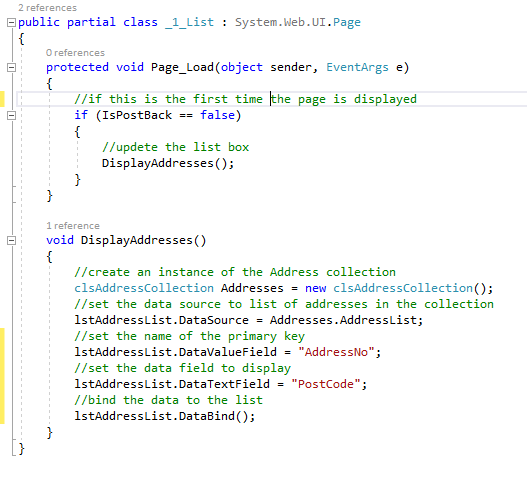 2 references
public partial class _1_List : System.Web.UI.Page
{
0 references
protected void Page_Load(object sender, EventArgs e)
{
//if this is the first time the page is displayed
if (IsPostBack == false)
{
//updete the list box
DisplayAddresses();
}
}
1 reference
void DisplayAddresses()
{
//create an instance of the Address collection
clsAddressCollection Addresses = new clsAddressCollection();
//set the data source to list of addresses in the collection
lstAddressList.DataSource = Addresses.AddressList;
//set the name of the primary key
lstAddressList.DataValueField = "AddressNo";
//set the data field to display
lstAddressList.DataTextField = "PostCode";
//bind the data to the list
lstAddressList.DataBind();
}
}